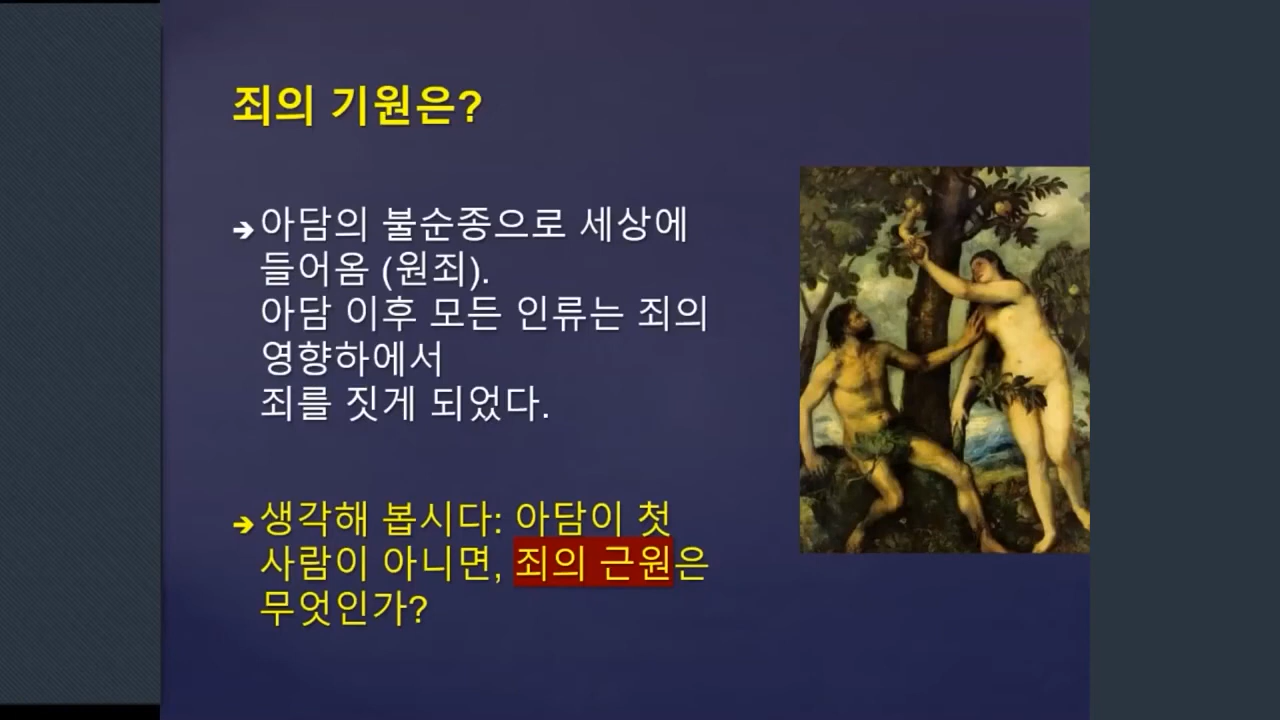 죄의 기원은?
➔아담의 불순종으로 세상에
들어옴 (원죄).
아담 이후 모든 인류는 죄의
영향하에서
죄를 짓게 되었다.
➔생각해 봅시다: 아담이 첫
사람이 아니면, 죄의 근원은
무엇인가?